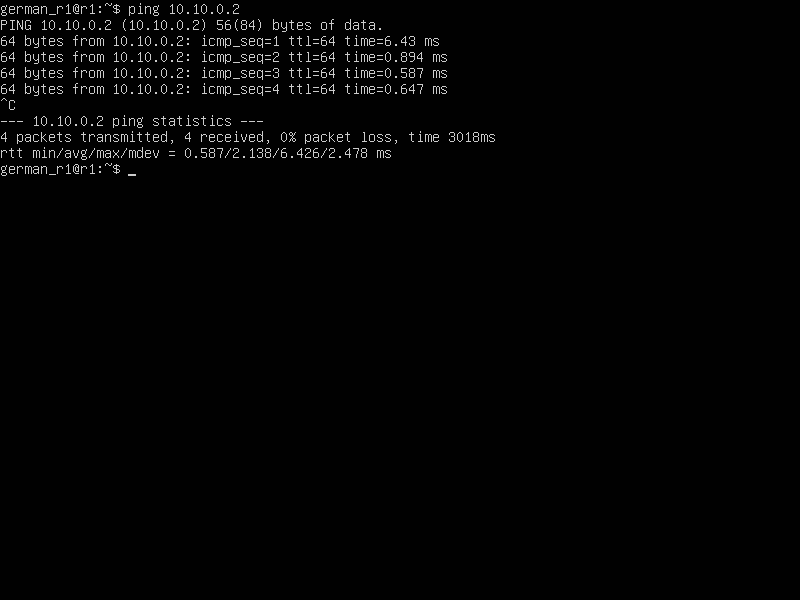 german_r1@r1:~$ ping 10.10.0.2
PING 10.10.0.2 (10.10.0.2) 56(84) bytes of data.
64 bytes from 10.10.0.2: icmp_seq=1 ttl=64 time=6.43 ms
64 bytes from 10.10.0.2: icmp_seq=2 ttl=64 time=0.894 ms
64 bytes from 10.10.0.2: icmp_seq=3 ttl=64 time=0.587 ms
64 bytes from 10.10.0.2: icmp_seq=4 ttl=64 time=0.647 ms
^C
--- 10.10.0.2 ping statistics ---
4 packets transmitted, 4 received, 0% packet loss, time 3018ms
rtt min/avg/max/mdev = 0.587/2.138/6.426/2.478 ms
german_r1@r1:~$ _